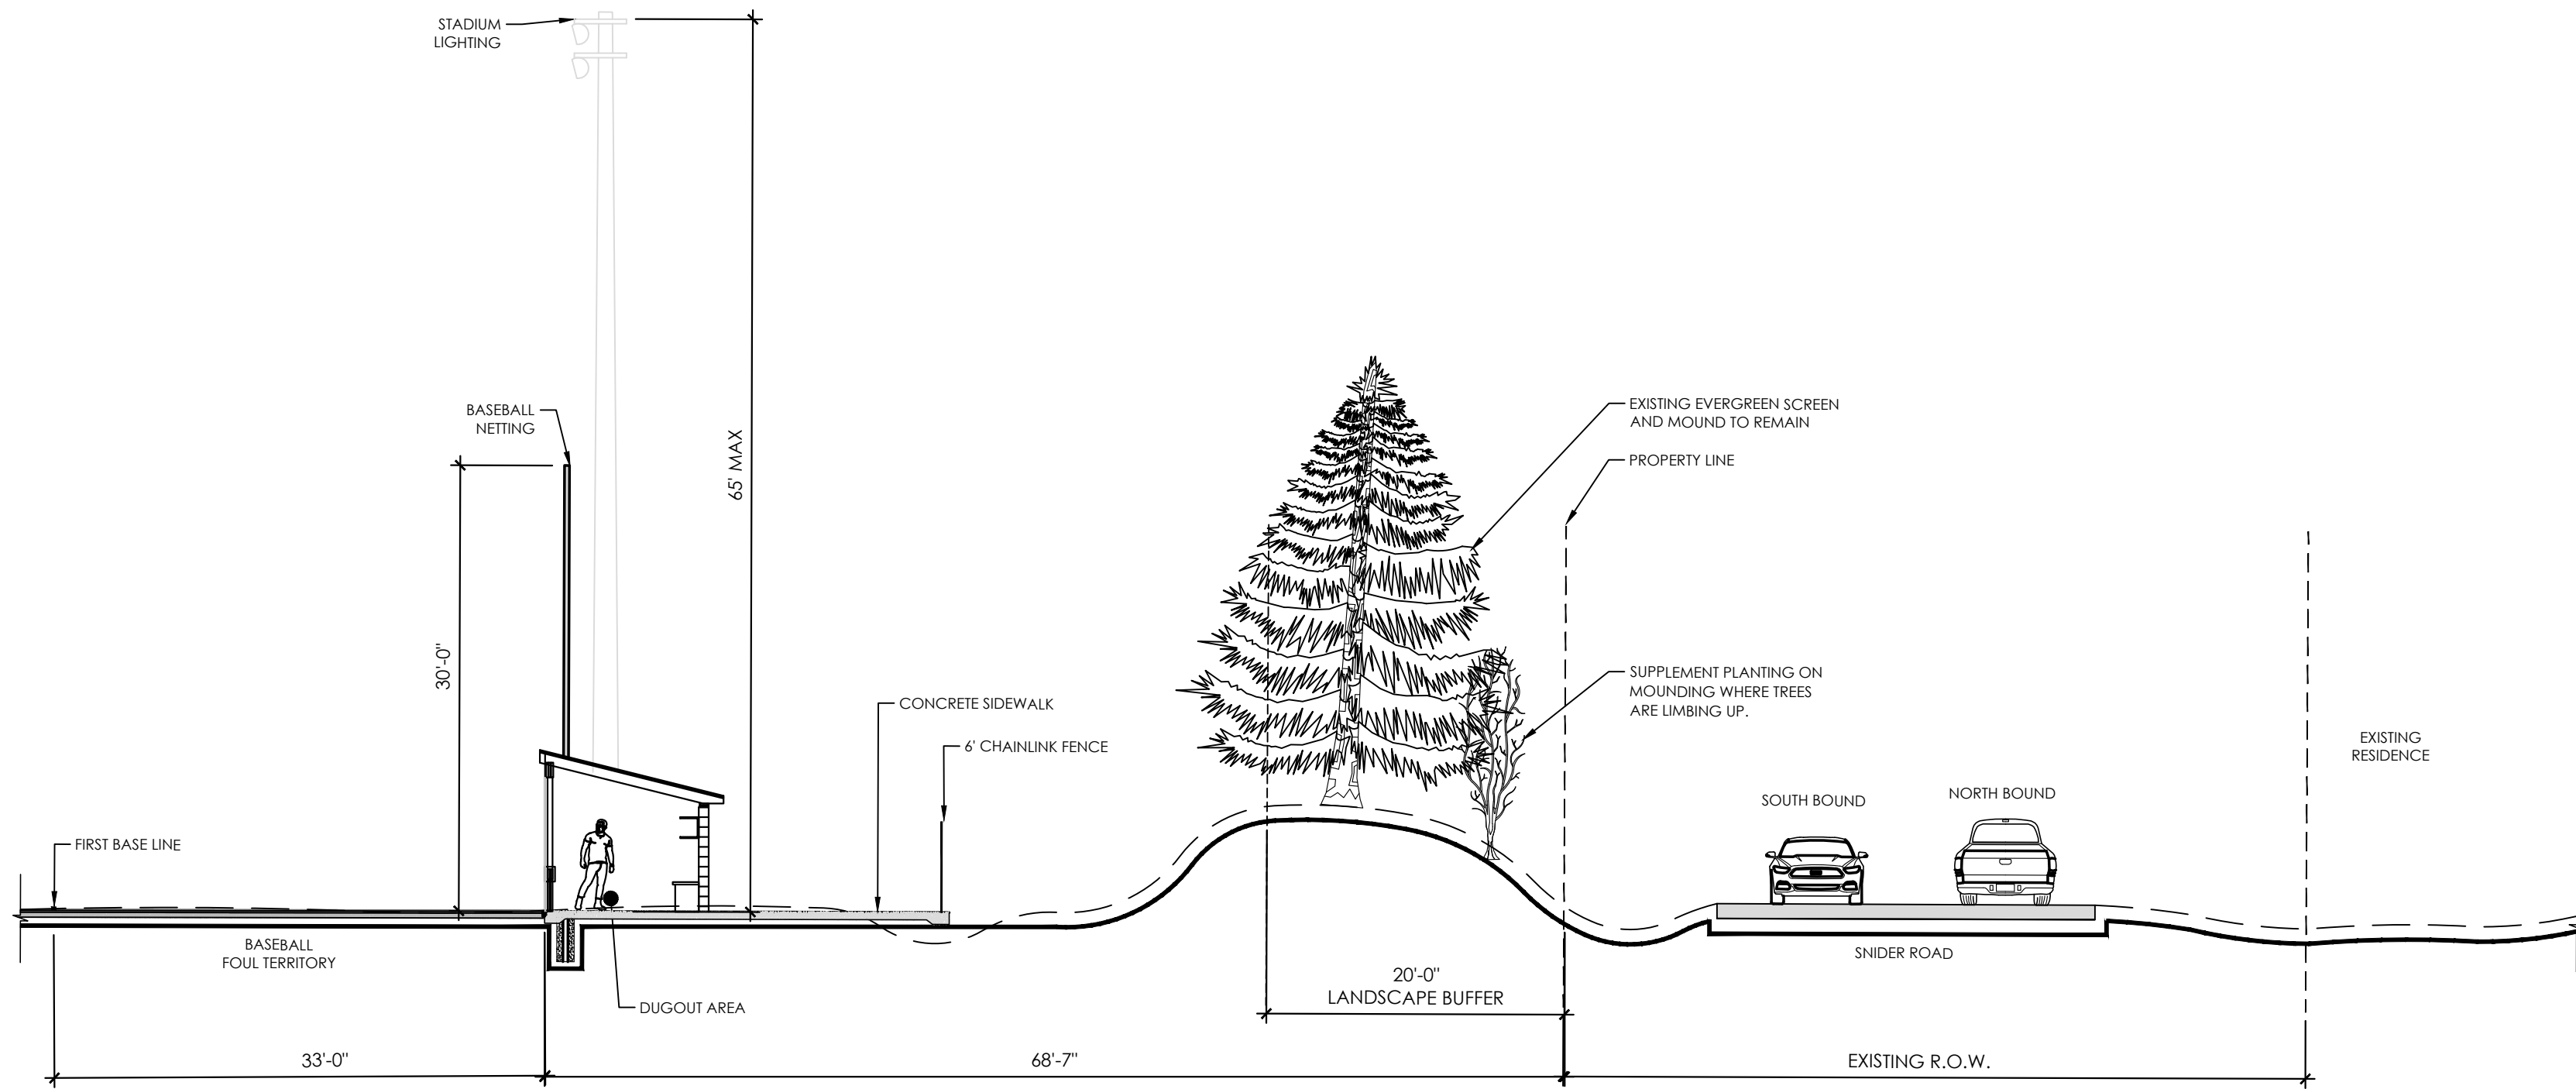 STADIUM
LIGHTING
BASEBALL
NETTING
65' MAX
30'-0"
EXISTING EVERGREEN SCREEN
AND MOUND TO REMAIN
PROPERTY LINE
SUPPLEMENT PLANTING ON
MOUNDING WHERE TREES
ARE LIMBING UP.
CONCRETE SIDEWALK
6' CHAINLINK FENCE
EXISTING
RESIDENCE
SOUTH BOUND
NORTH BOUND
FIRST BASE LINE
BASEBALL
FOUL TERRITORY
SNIDER ROAD
20'-0"
LANDSCAPE BUFFER
DUGOUT AREA
33'-0"
68'-7"
EXISTING R.O.W.